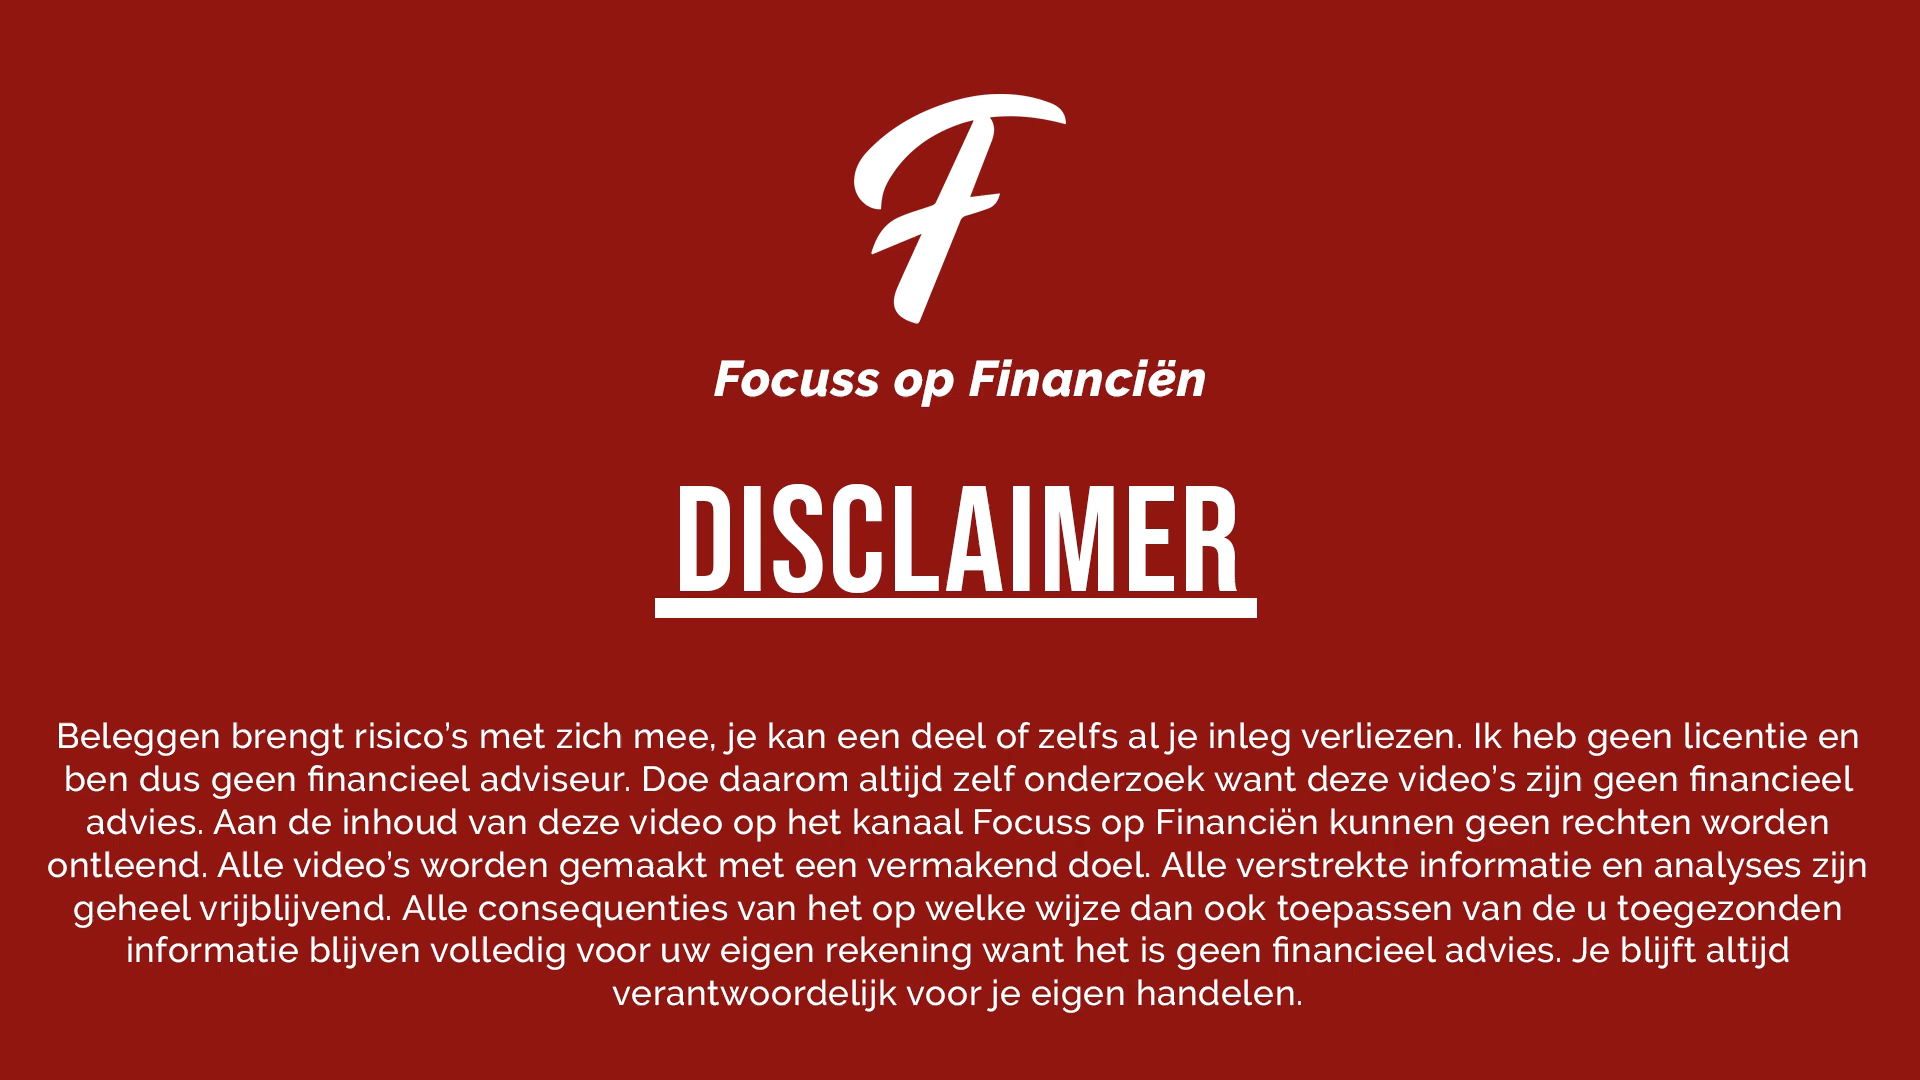 F
Focuss op Financiën
DISCLAIMER
Beleggen brengt risico’s met zich mee, je kan een deel of zelfs al je inleg verliezen. Ik heb geen licentie en
ben dus geen financieel adviseur. Doe daarom altijd zelf onderzoek want deze video’s zijn geen financieel
advies. Aan de inhoud van deze video op het kanaal Focuss op Financiën kunnen geen rechten worden
ontleend. Alle video’s worden gemaakt met een vermakend doel. Alle verstrekte informatie en analyses zijn
geheel vrijblijvend. Alle consequenties van het op welke wijze dan ook toepassen van de u toegezonden
informatie blijven volledig voor uw eigen rekening want het is geen financieel advies. Je blijft altijd
verantwoordelijk voor je eigen handelen.